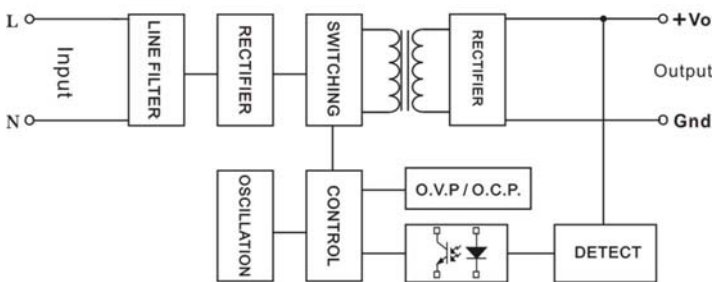 L
N
Input
LINE FILTER
RECTIFIER
SWITCHING
RECTIFIER
+Vo
Output
Gnd
OSCILLATION
CONTROL
O.V.P / O.C.P.
DETECT